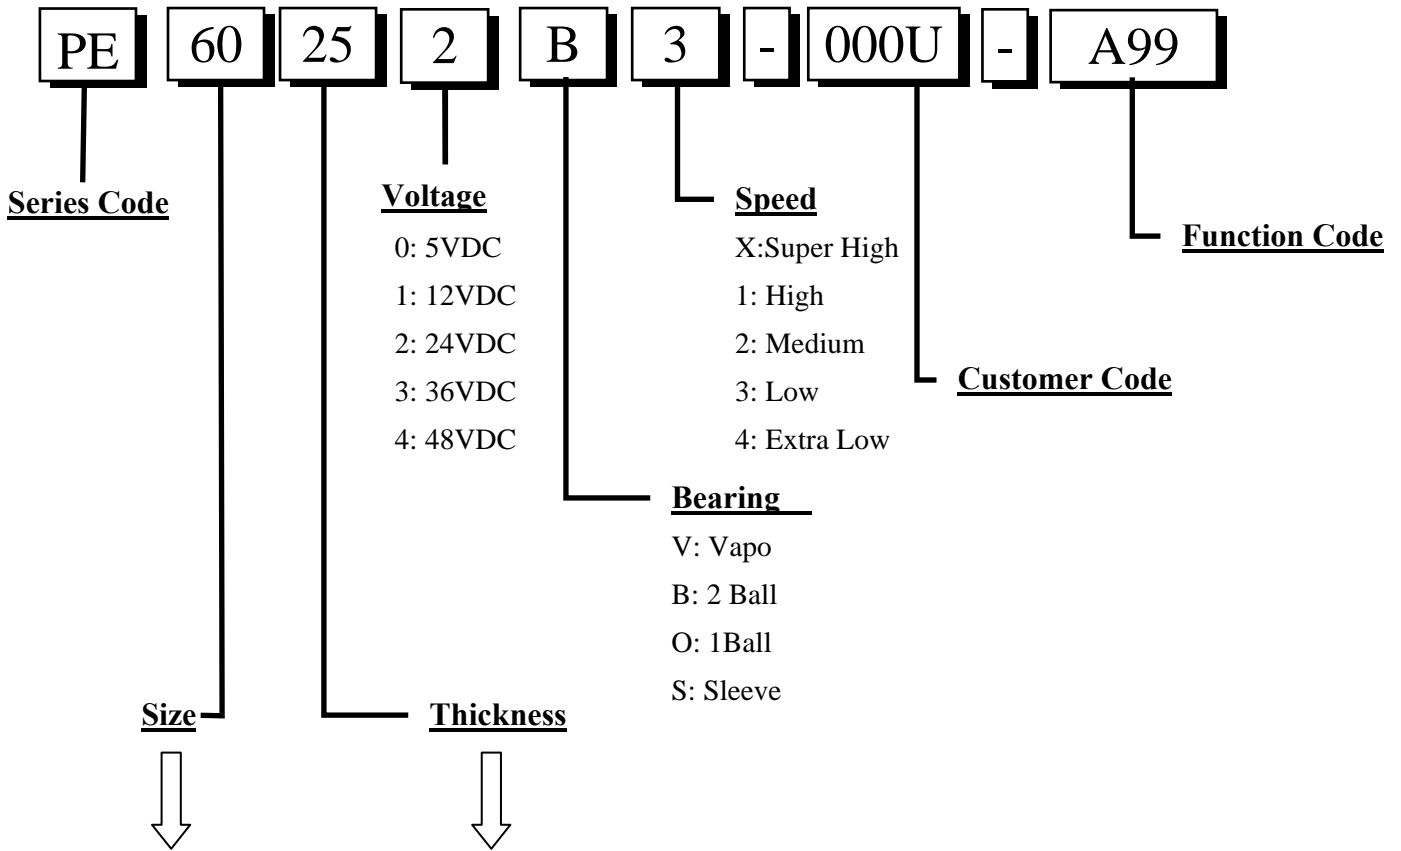 PE 60 25 2 B 3 - 000U - A99
Series Code
Voltage
0: 5VDC
1: 12VDC
2: 24VDC
3: 36VDC
4: 48VDC
Speed
X:Super High
1: High
2: Medium
3: Low
4: Extra Low
Function Code
Customer Code
Bearing
V: Vapo
B: 2 Ball
O: 1Ball
S: Sleeve
Size
Thickness